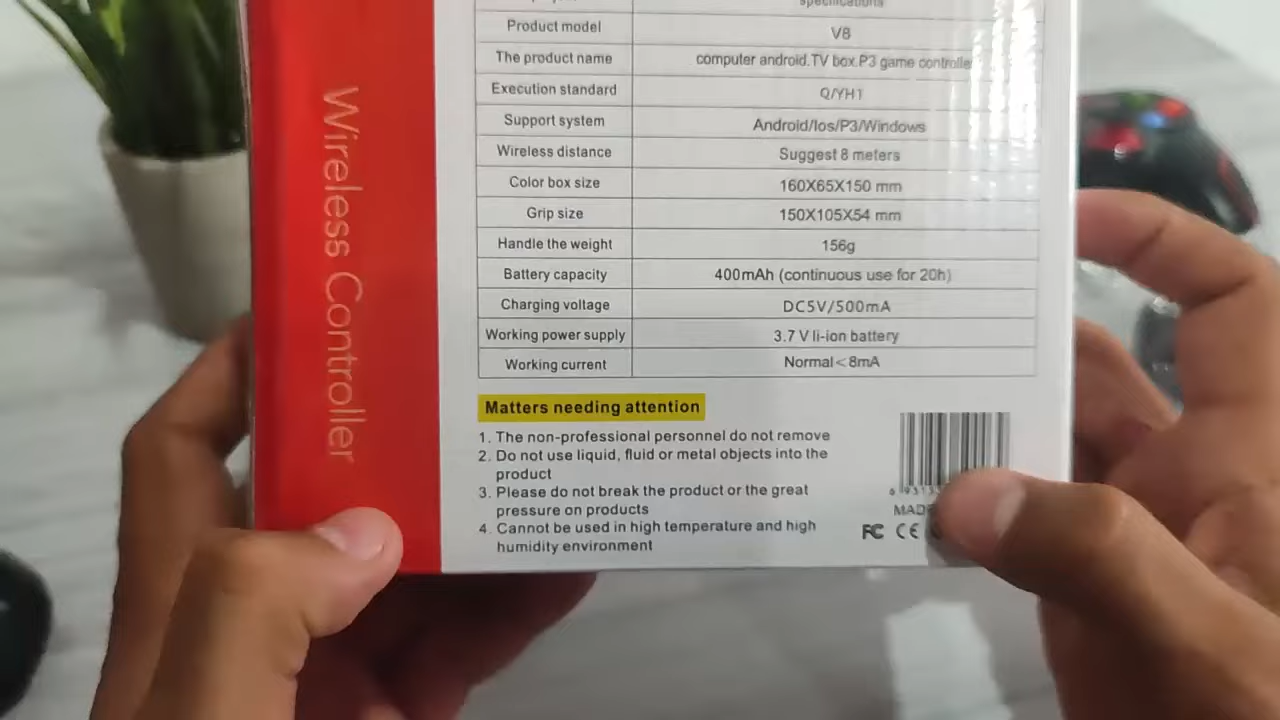 specifications
Product model V8
The product name computer android.TV box.P3 game controller
Execution standard Q/YH1
Support system Android/Ios/P3/Windows
Wireless distance Suggest 8 meters
Color box size 160X65X150 mm
Grip size 150X105X54 mm
Handle the weight 156g
Battery capacity 400mAh (continuous use for 20h)
Charging voltage DC5V/500mA
Working power supply 3.7 V li-ion battery
Working current Normal<8mA
Wireless Controller
Matters needing attention
1. The non-professional personnel do not remove
2. Do not use liquid, fluid or metal objects into the
product
3. Please do not break the product or the great
pressure on products
4. Cannot be used in high temperature and high
humidity environment
MADE
FC CE